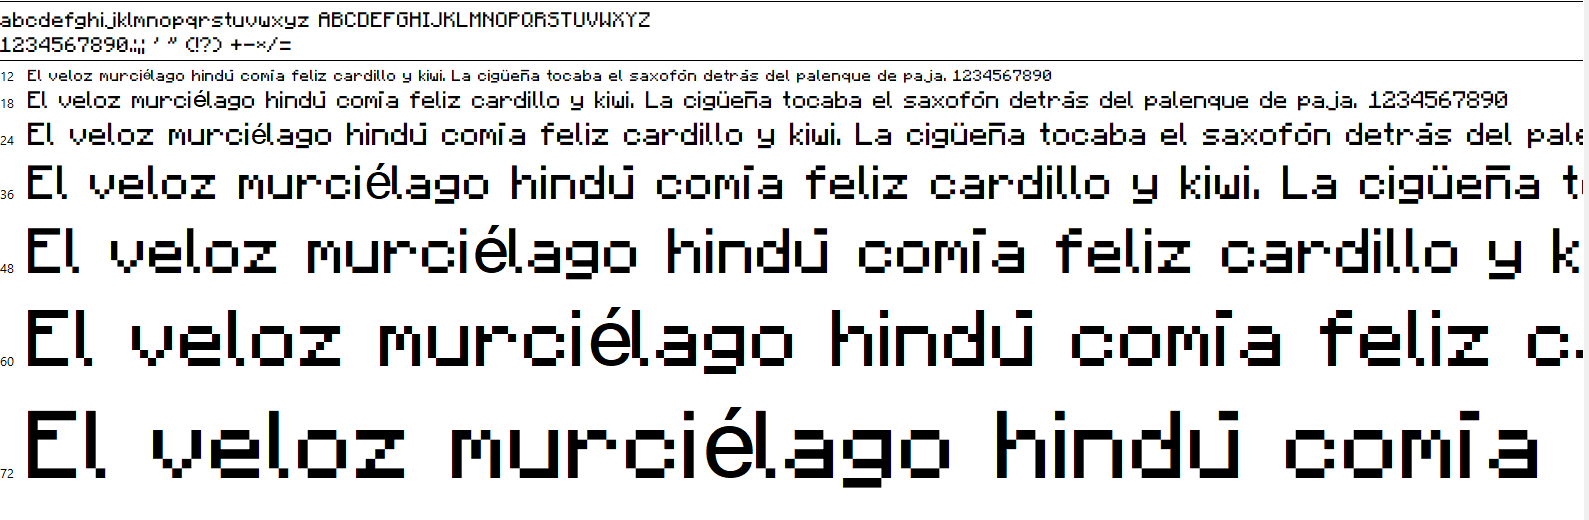 abcdefghijklmnopqrstuvwxyz ABCDEFGHIJKLMNOPQRSTUVWXYZ
1234567890.:,; ' " (!?) +-*/=
12 El veloz murciélago hindú comía feliz cardillo y kiwi. La cigüeña tocaba el saxofón detrás del palenque de paja. 1234567890
18 El veloz murciélago hindú comía feliz cardillo y kiwi. La cigüeña tocaba el saxofón detrás del palenque de paja. 1234567890
24 El veloz murciélago hindú comía feliz cardillo y kiwi. La cigüeña tocaba el saxofón detrás del pale
36 El veloz murciélago hindú comía feliz cardillo y kiwi. La cigüeña t
48 El veloz murciélago hindú comía feliz cardillo y k
60 El veloz murciélago hindú comía feliz c
72 El veloz murciélago hindú comía